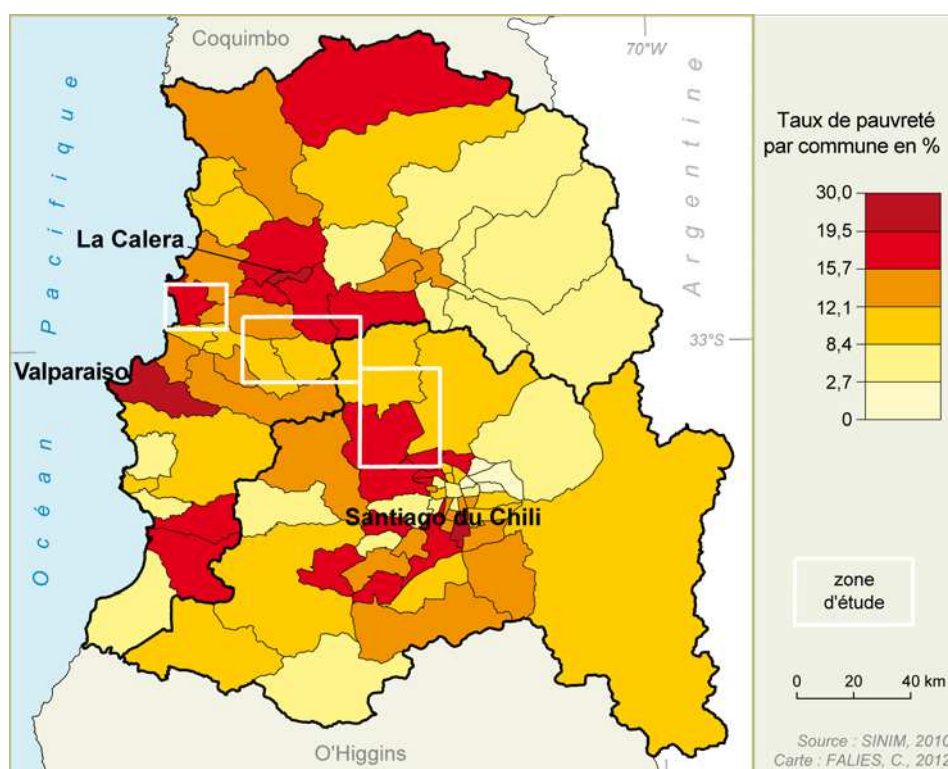 Coquimbo
70°W
Océan Pacifique
Argentine
La Calera
Valparaiso
33°S
Santiago du Chili
O'Higgins
Taux de pauvreté
par commune en %
30,0
19,5
15,7
12,1
8,4
2,7
0
zone
d'étude
0 20 40 km
Source : SINIM, 2010
Carte : FALIES, C., 2012